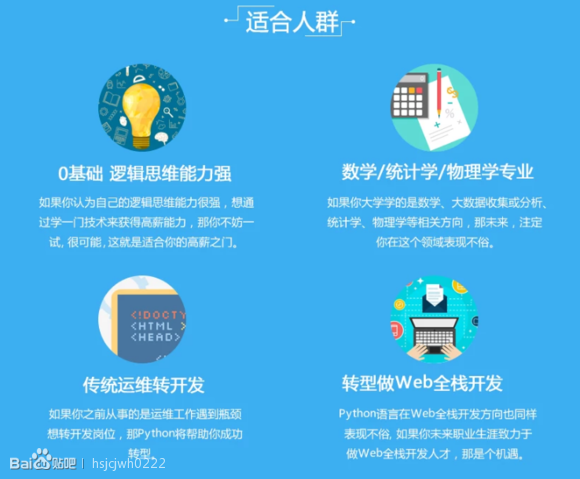 适合人群
0基础 逻辑思维能力强
如果你认为自己的逻辑思维能力很强，想通
过学一门技术来获得高薪能力，那你不妨一
试, 很可能, 这就是适合你的高薪之门。
数学/统计学/物理学专业
如果你大学学的是数学、大数据收集或分析、
统计学、物理学等相关方向，那未来，注定
你在这个领域表现不俗。
<!DOCTY
<HTML
<HEAD>
传统运维转开发
如果你之前从事的是运维工作遇到瓶颈
想转开发岗位，那Python将帮助你成功
转型。
转型做Web全栈开发
Python语言在Web全栈开发方向也同样
表现不俗, 如果你未来职业生涯致力于
做Web全栈开发人才，那是个机遇。
Bai贴吧 | hsjcjwh0222